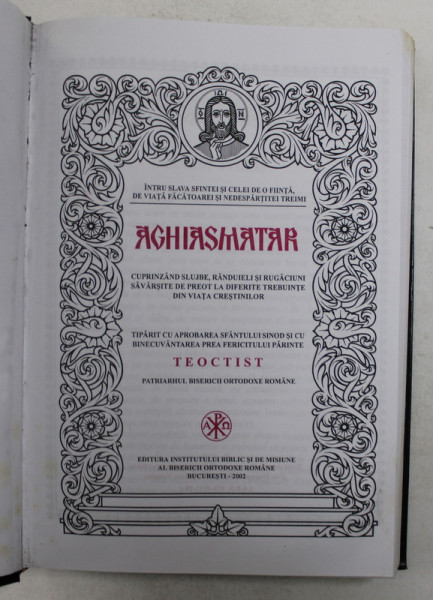 ÎNTRU SLAVA SFINTEI ȘI CELEI DE O FIINȚĂ,
DE VIAȚĂ FĂCĂTOAREI ȘI NEDESPĂRȚITEI TREIMI
AGHIASMATAR
CUPRINZÂND SLUJBE, RÂNDUIELI ȘI RUGĂCIUNI
SĂVÂRȘITE DE PREOT LA DIFERITE TREBUINȚE
DIN VIAȚA CREȘTINILOR
TIPĂRIT CU APROBAREA SFÂNTULUI SINOD ȘI CU
BINECUVÂNTAREA PREA FERICITULUI PĂRINTE
TEOCTIST
PATRIARHUL BISERICII ORTODOXE ROMÂNE
Α Ρ Ω
EDITURA INSTITUTULUI BIBLIC ȘI DE MISIUNE
AL BISERICII ORTODOXE ROMÂNE
BUCUREȘTI - 2002